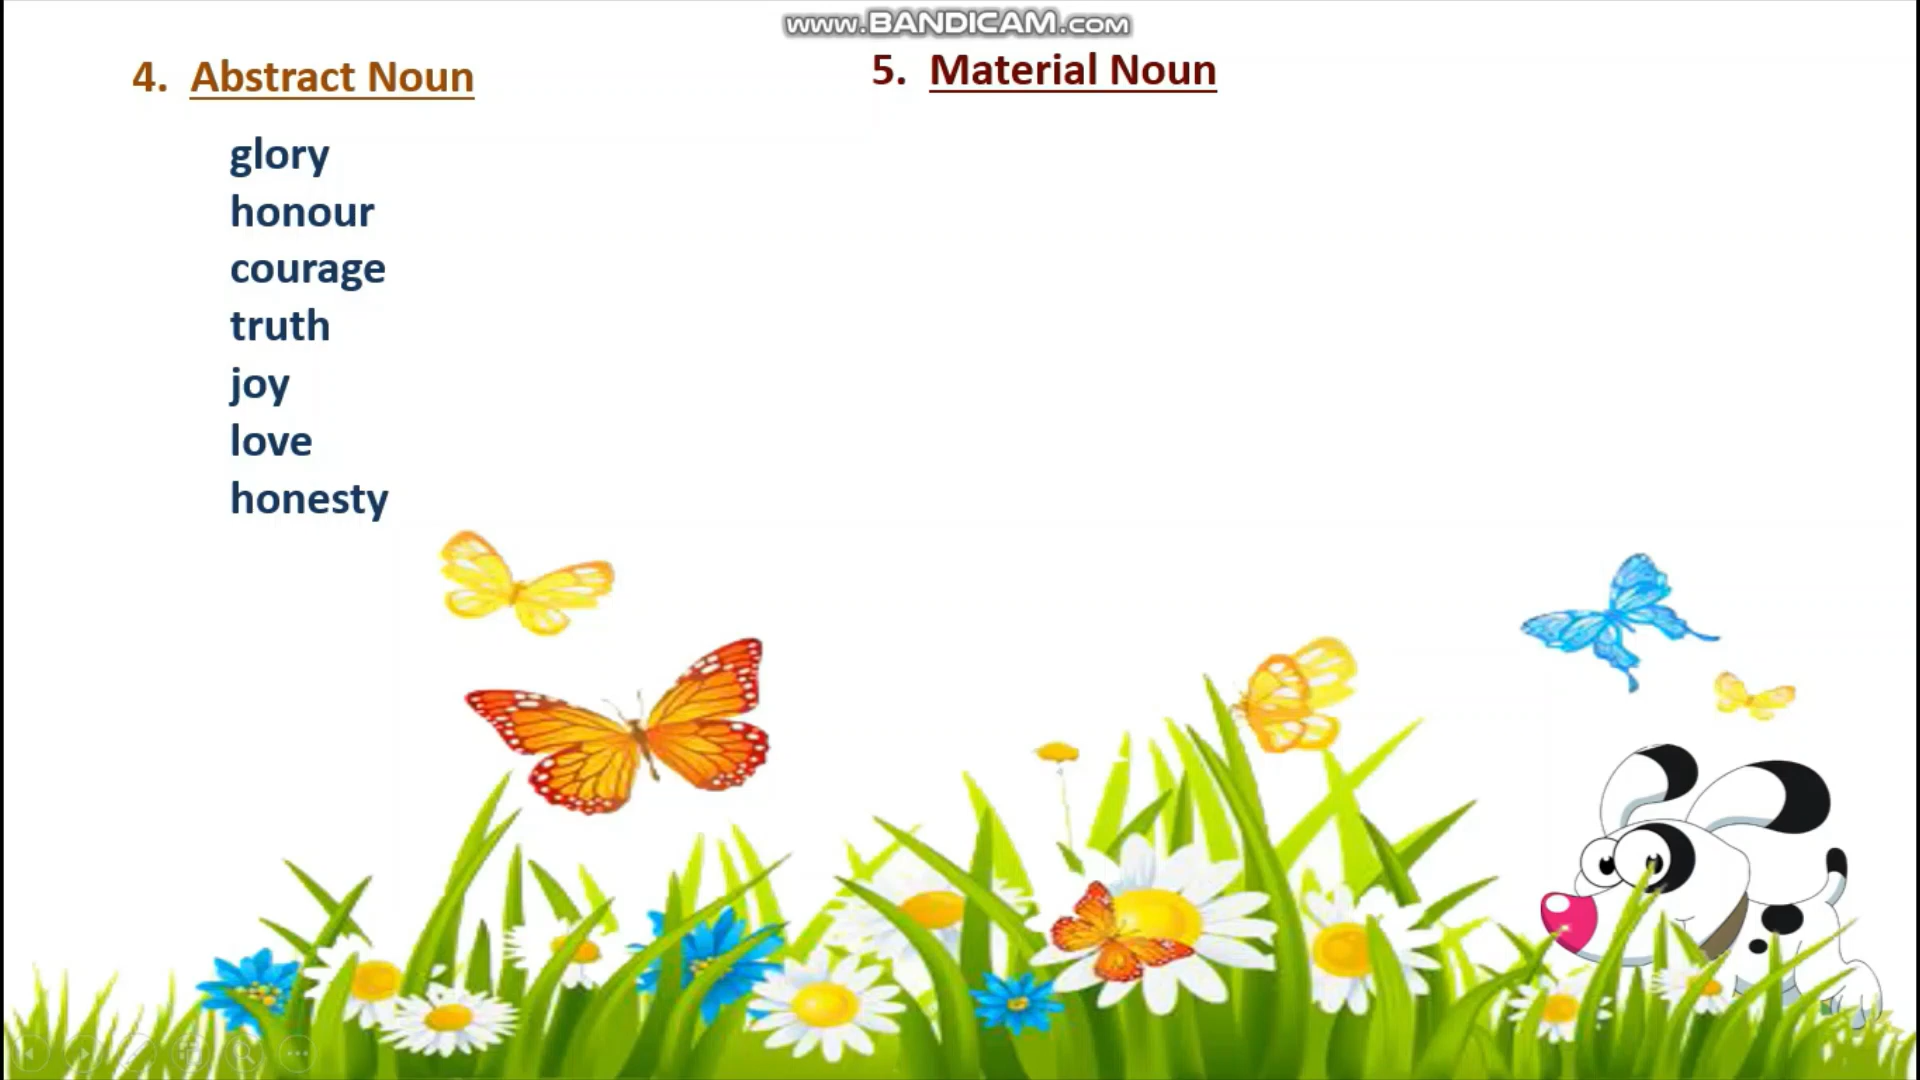 www.BANDICAM.com
4. Abstract Noun
glory
honour
courage
truth
joy
love
honesty
5. Material Noun